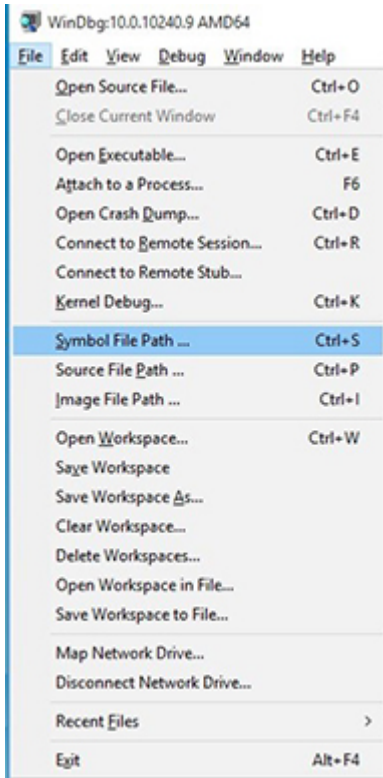 WinDbg:10.0.10240.9 AMD64
File Edit View Debug Window Help
Open Source File... Ctrl+O
Close Current Window Ctrl+F4
Open Executable... Ctrl+E
Attach to a Process... F6
Open Crash Dump... Ctrl+D
Connect to Remote Session... Ctrl+R
Connect to Remote Stub...
Kernel Debug... Ctrl+K
Symbol File Path ... Ctrl+S
Source File Path ... Ctrl+P
Image File Path ... Ctrl+I
Open Workspace... Ctrl+W
Save Workspace
Save Workspace As...
Clear Workspace...
Delete Workspaces...
Open Workspace in File...
Save Workspace to File...
Map Network Drive...
Disconnect Network Drive...
Recent Files >
Exit Alt+F4